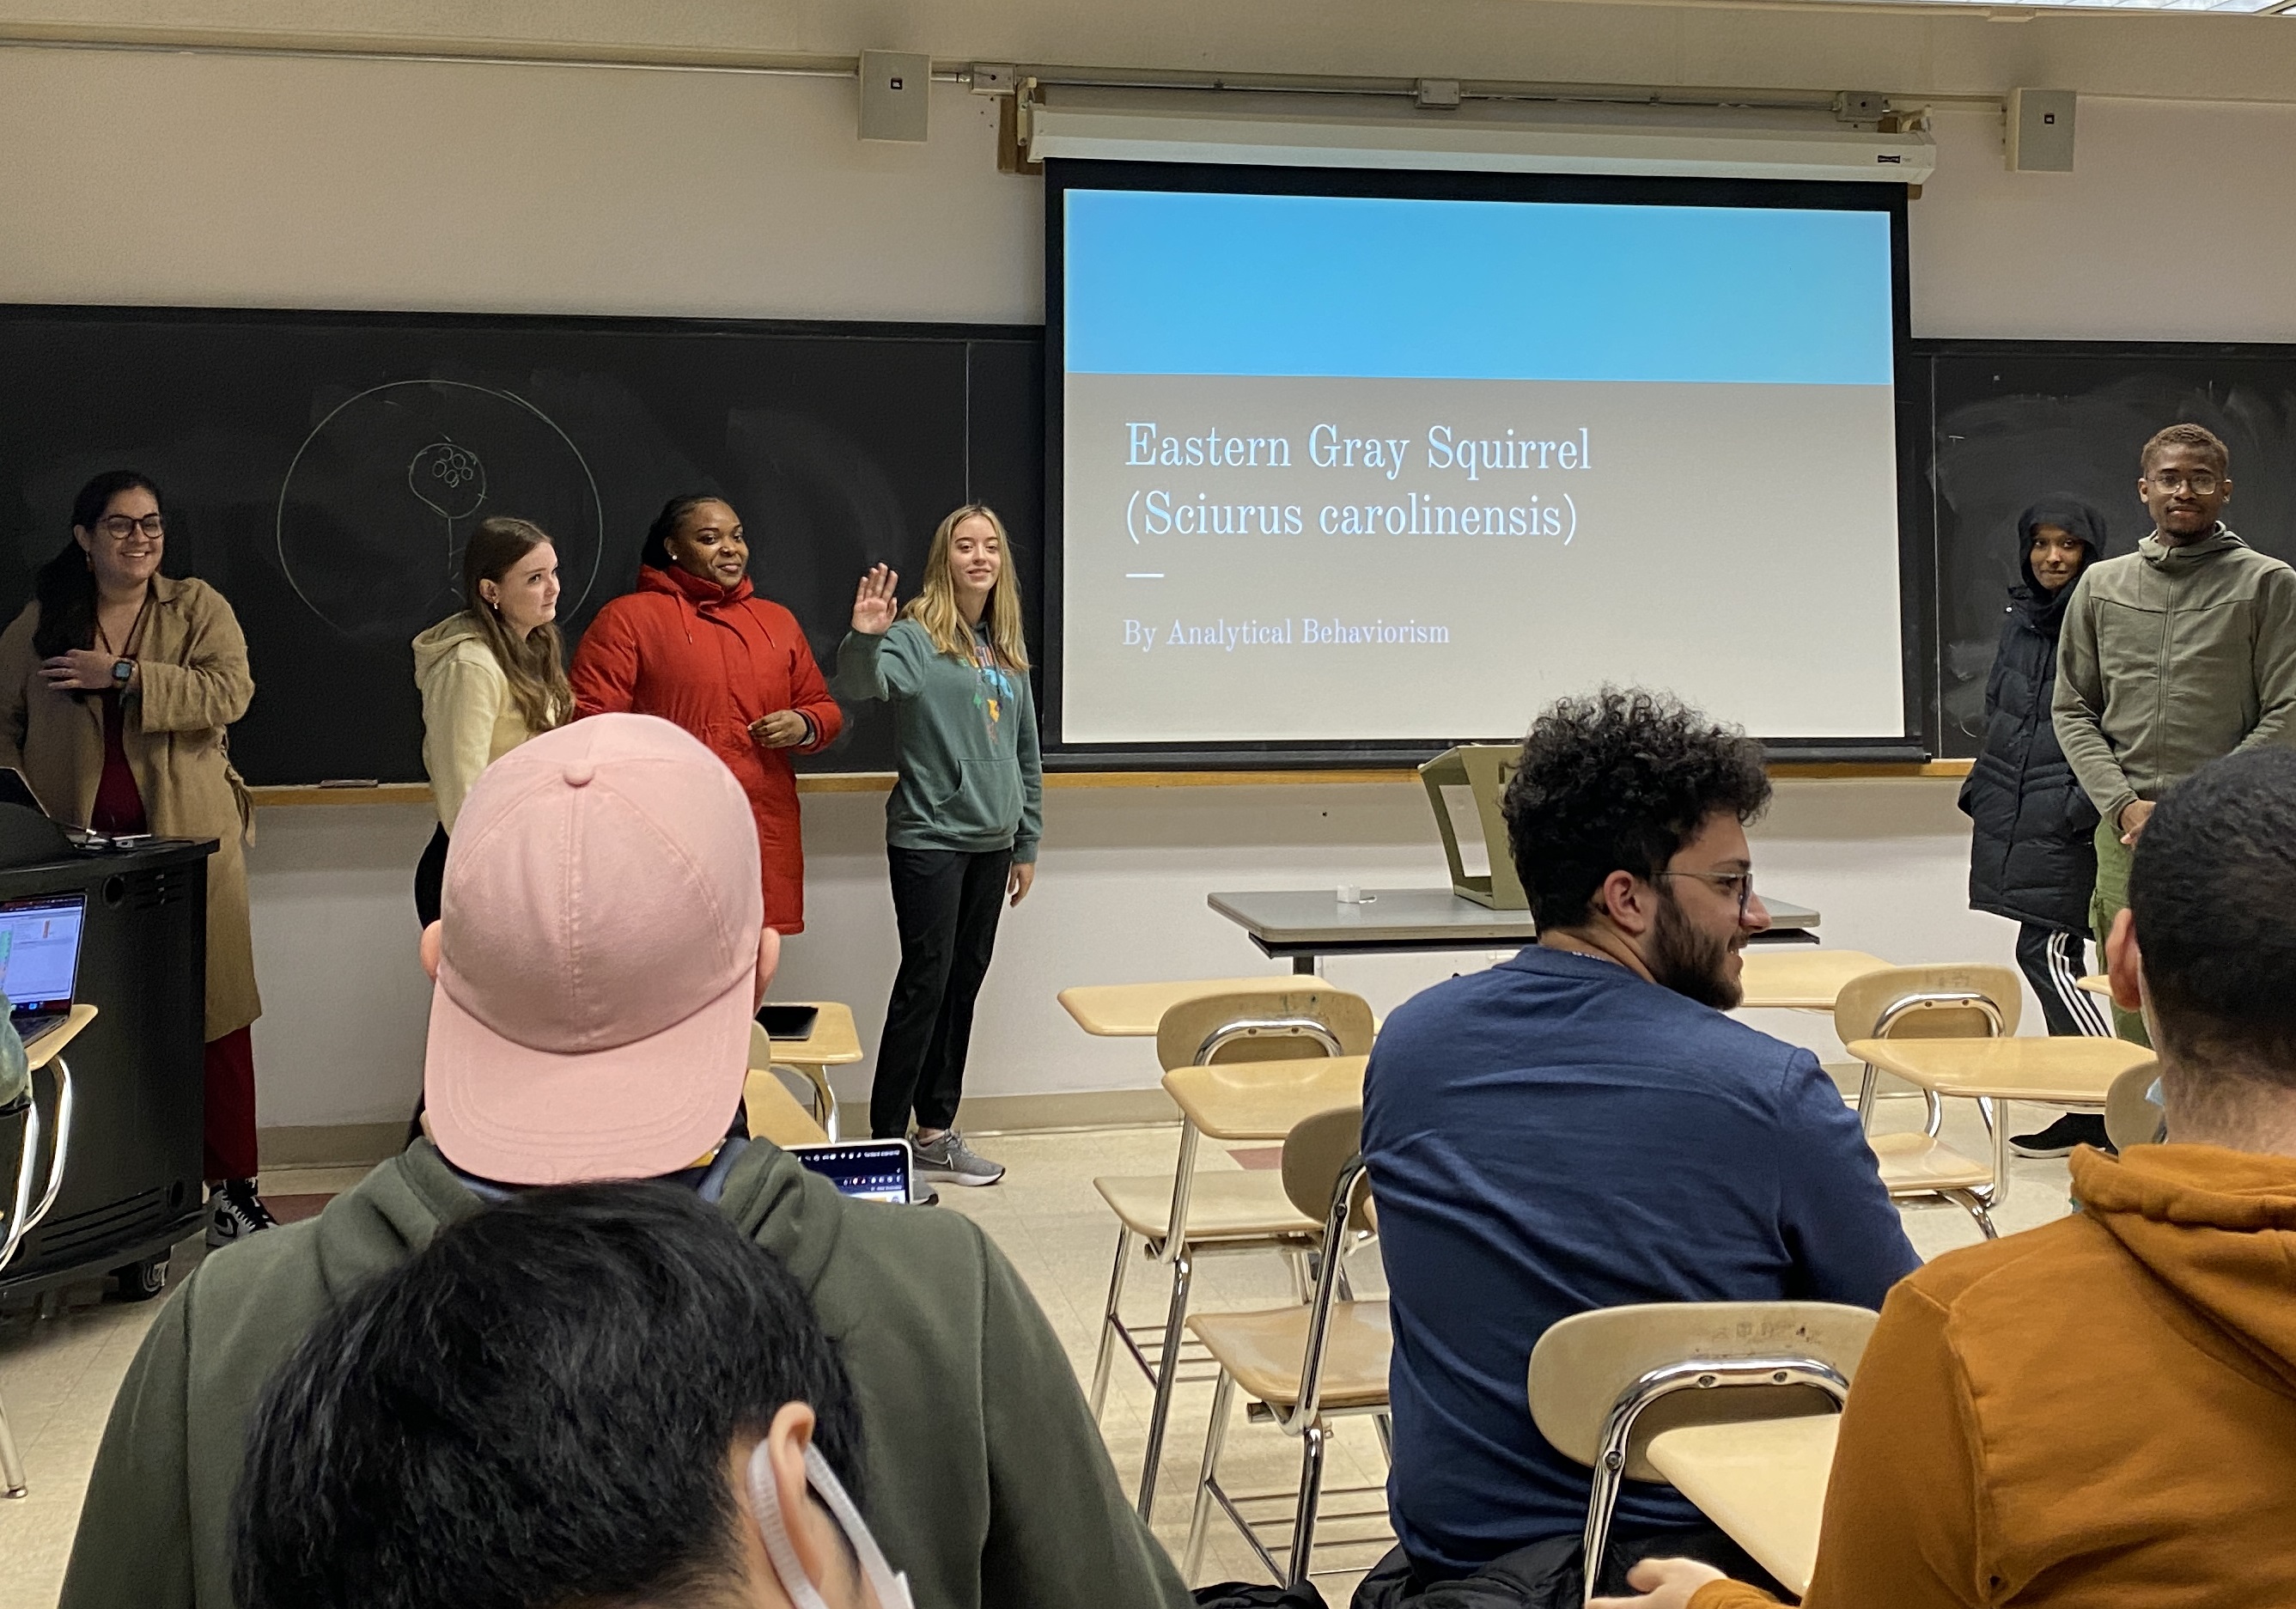 Eastern Gray Squirrel
(Sciurus carolinensis)
By Analytical Behaviorism